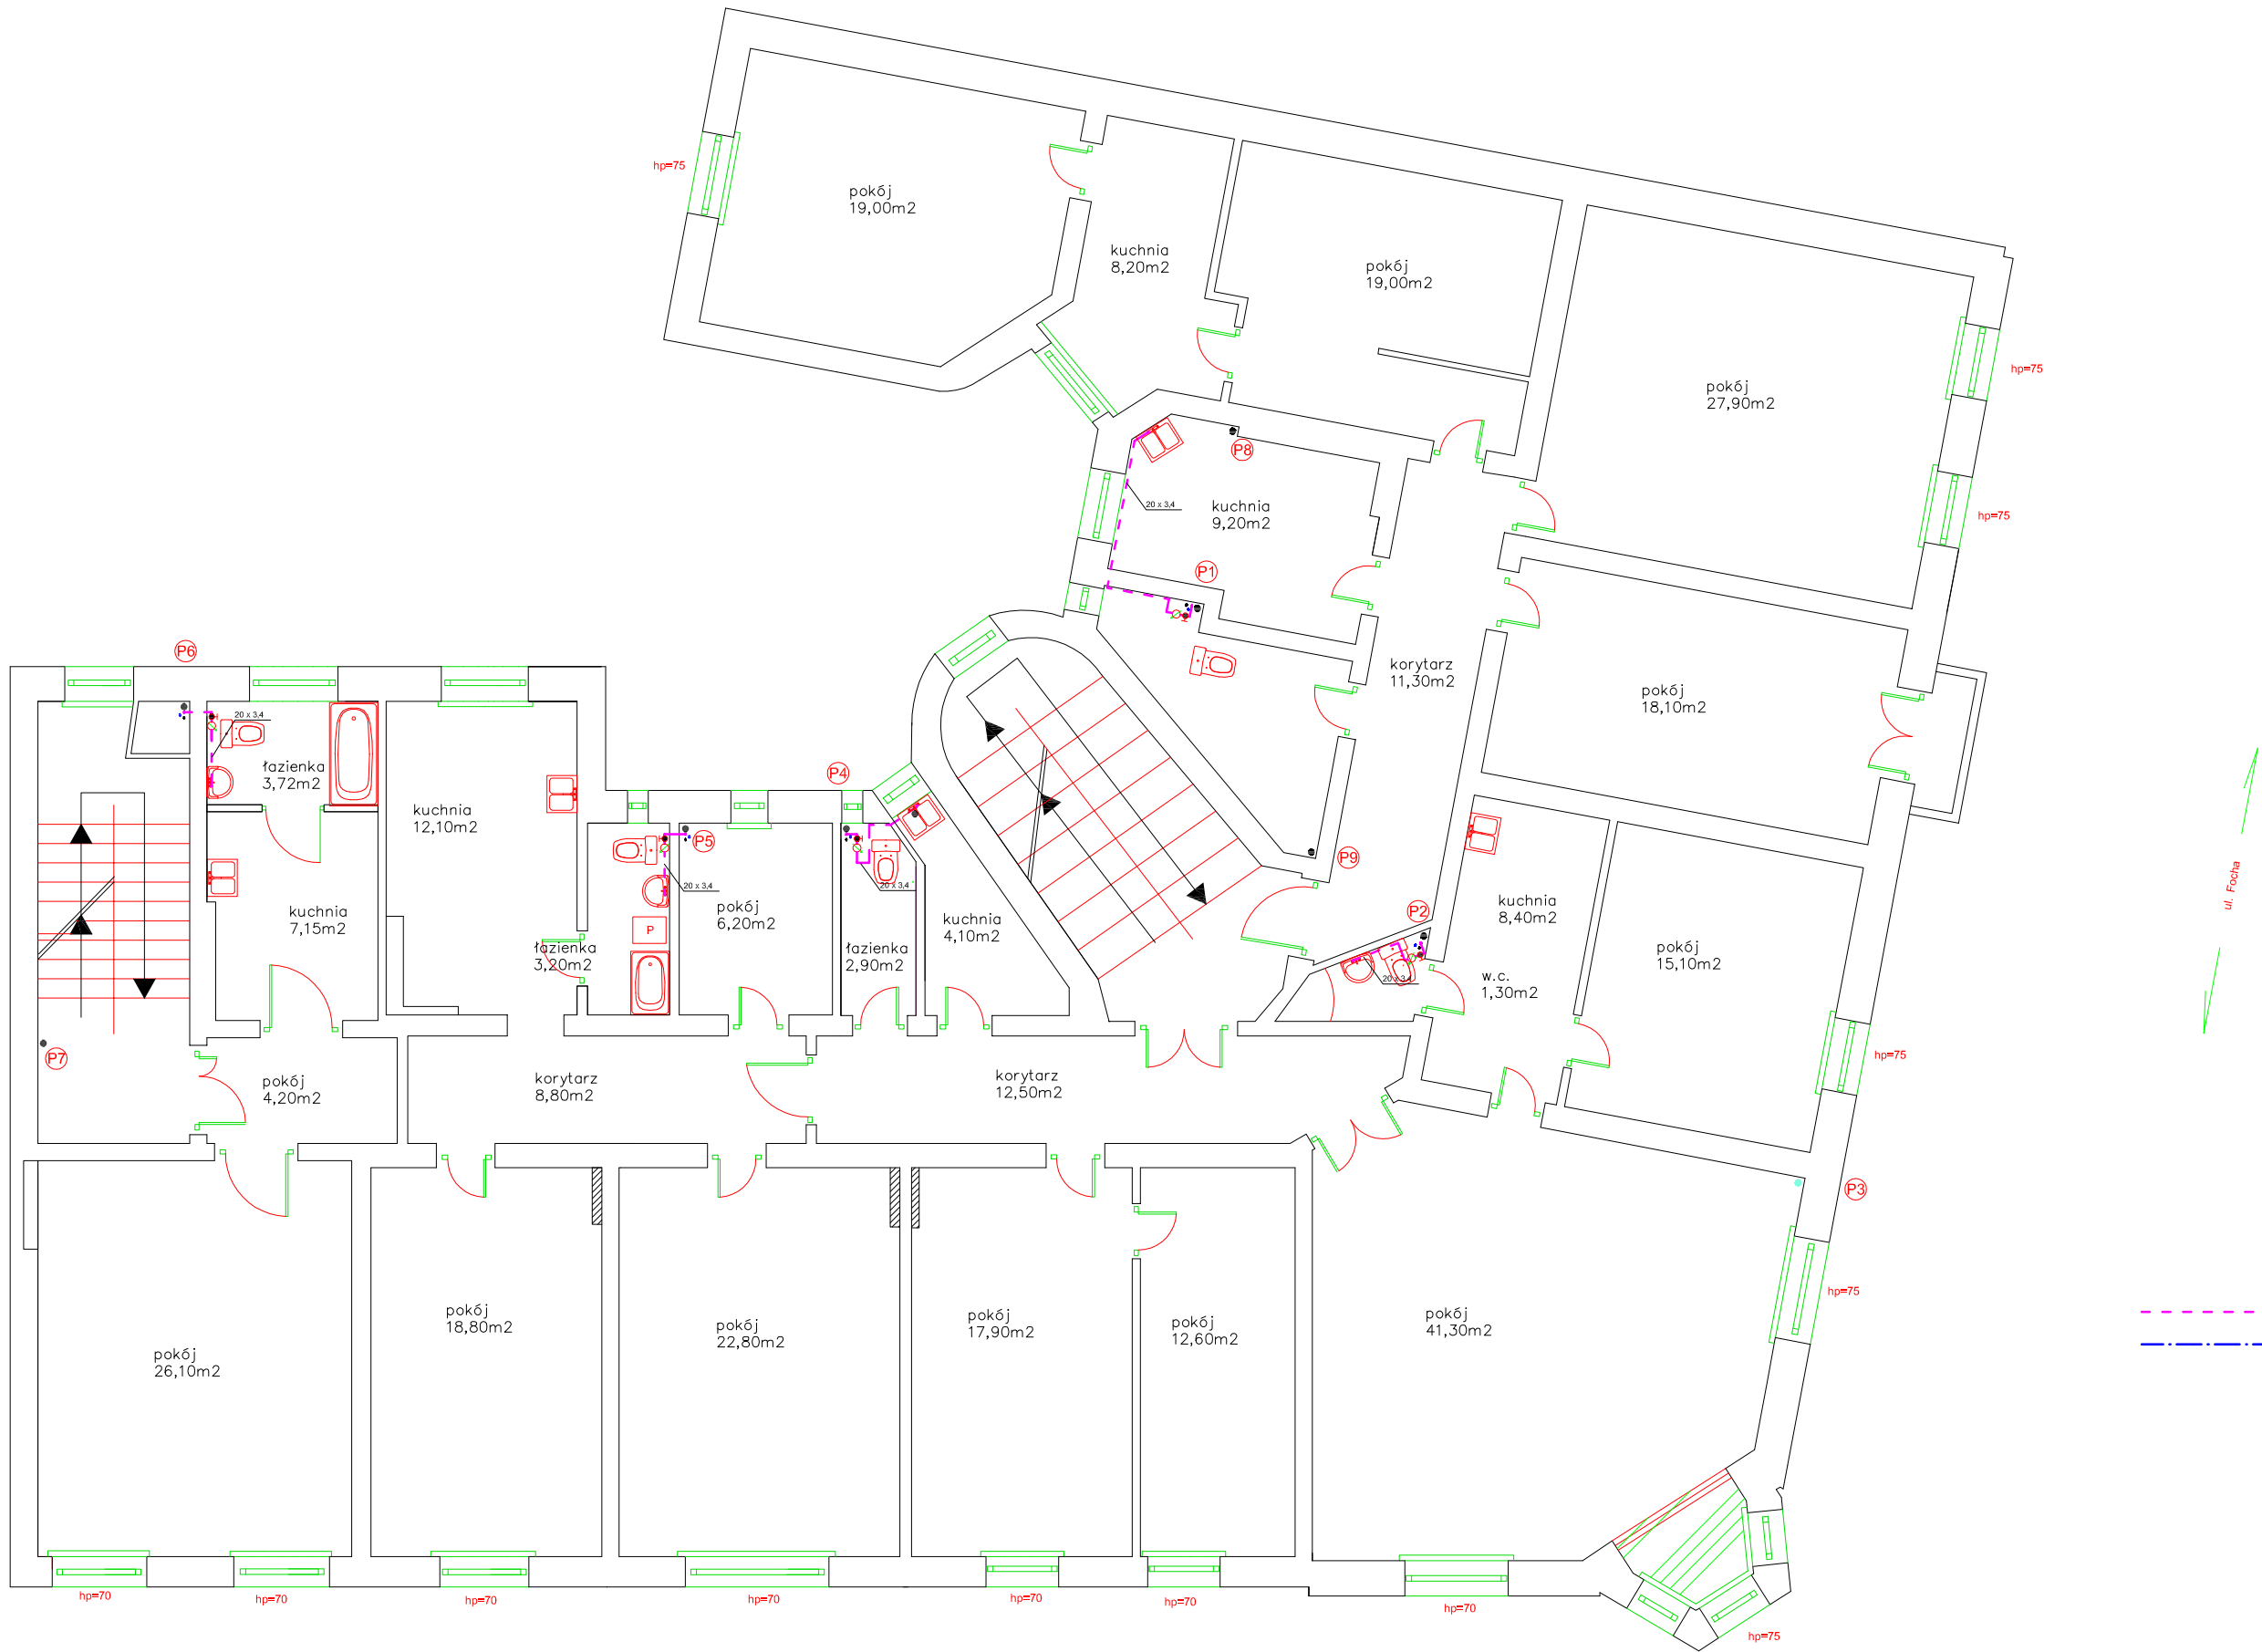 hp=75
pokój
19,00m2
kuchnia
8,20m2
pokój
19,00m2
pokój
27,90m2
hp=75
P8
20 x 3,4
kuchnia
9,20m2
hp=75
P1
P6
korytarz
11,30m2
pokój
18,10m2
20 x 3,4
łazienka
3,72m2
kuchnia
12,10m2
P4
P5
P9
ul. Focha
20 x 3,4
20 x 3,4
kuchnia
7,15m2
pokój
6,20m2
kuchnia
4,10m2
P2
kuchnia
8,40m2
P
łazienka
3,20m2
łazienka
2,90m2
20 x 3,4
w.c.
1,30m2
pokój
15,10m2
P7
pokój
4,20m2
korytarz
8,80m2
korytarz
12,50m2
hp=75
P3
hp=75
pokój
26,10m2
pokój
18,80m2
pokój
22,80m2
pokój
17,90m2
pokój
12,60m2
pokój
41,30m2
hp=70
hp=70
hp=70
hp=70
hp=70
hp=70
hp=70
hp=75